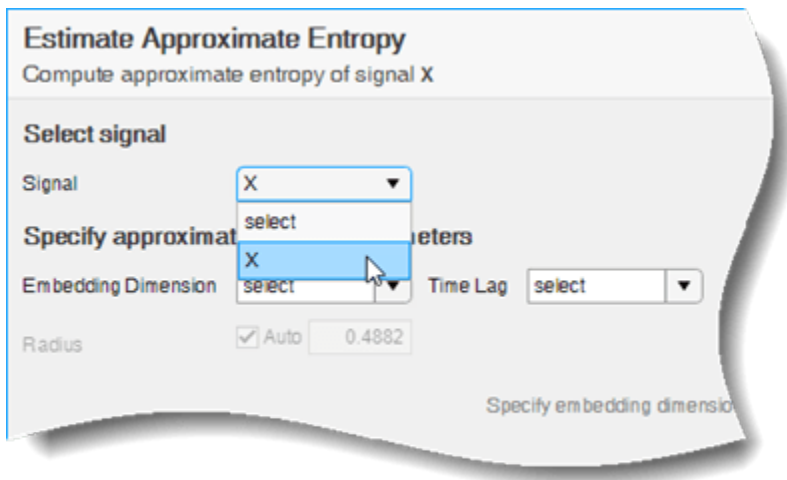 Estimate Approximate Entropy
Compute approximate entropy of signal X
Select signal
Signal X
select
X
Specify approximat eters
Embedding Dimension select Time Lag select
Radius Auto 0.4882
Specify embedding dimensio